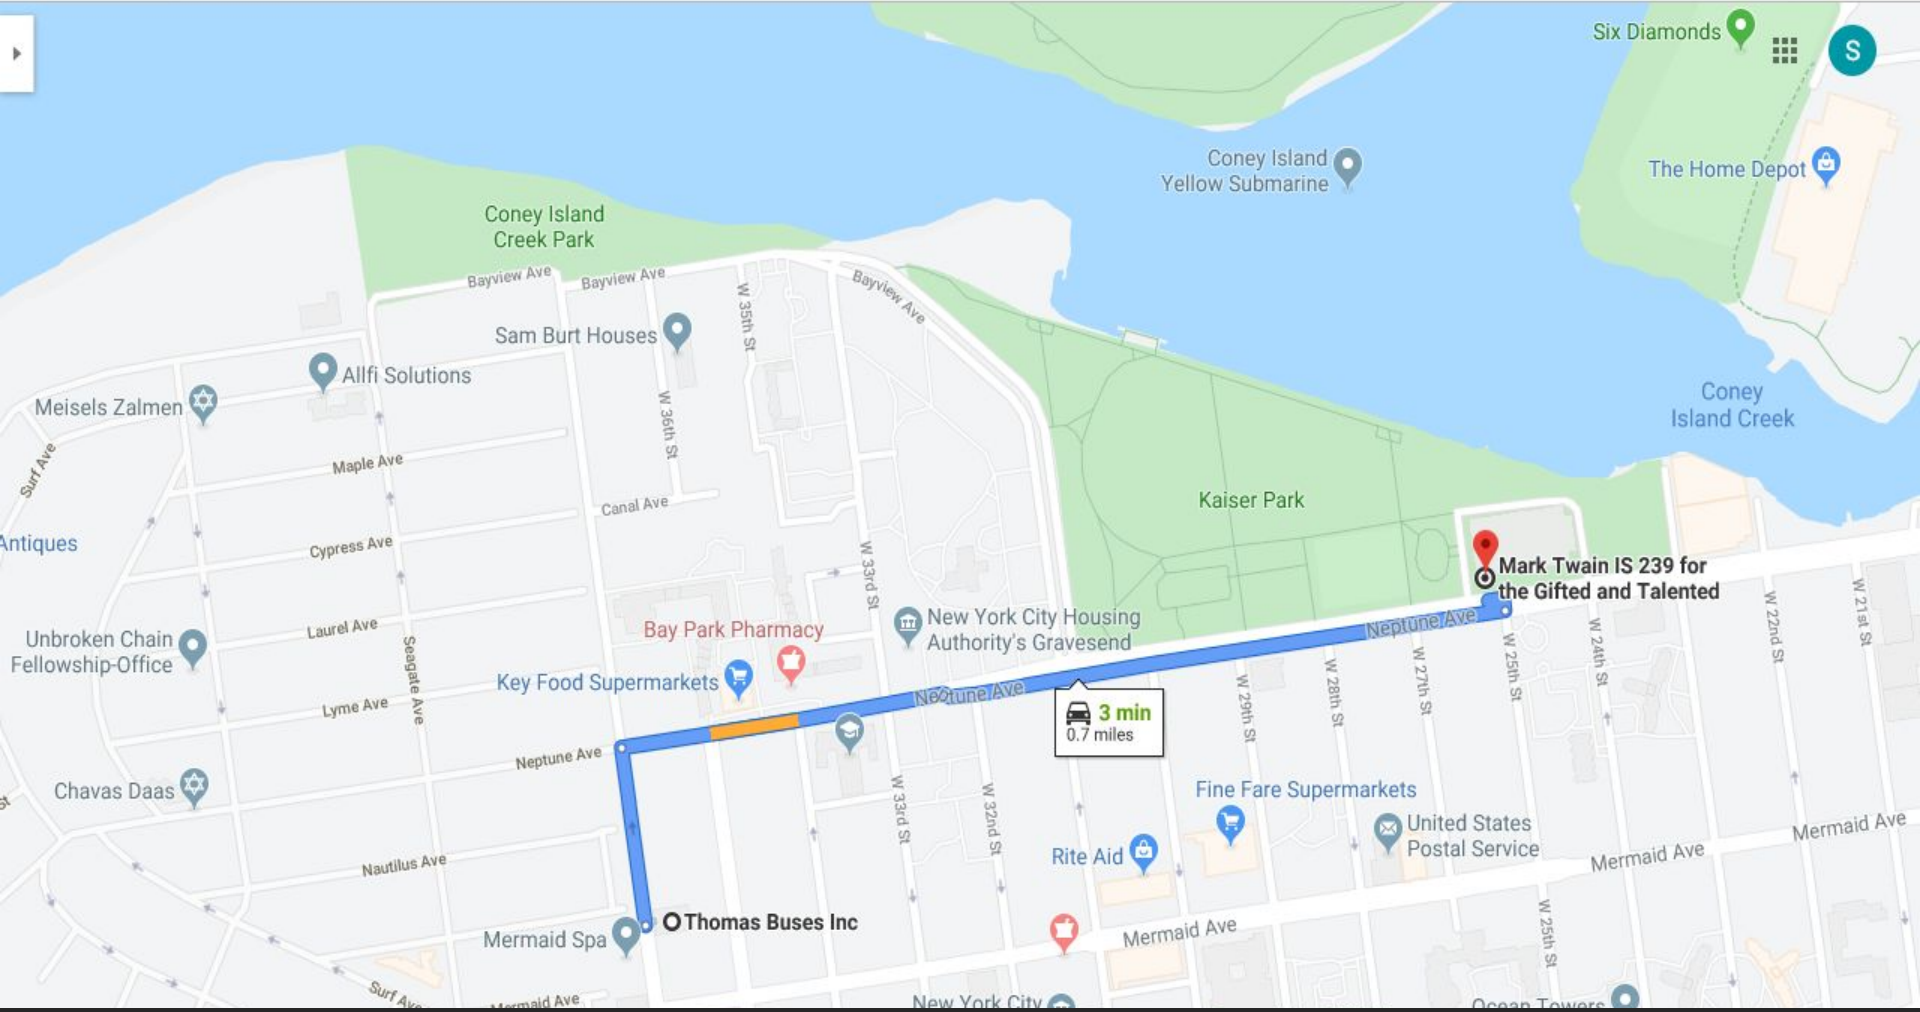 Six Diamonds
S
Coney Island
Yellow Submarine
The Home Depot
Coney Island
Creek Park
Bayview Ave
Bayview Ave
Bayview Ave
W 35th St
Sam Burt Houses
Allfi Solutions
Meisels Zalmen
Coney
Island Creek
W 36th St
Surf Ave
Maple Ave
Canal Ave
Kaiser Park
Antiques
Cypress Ave
W 33rd St
Mark Twain IS 239 for
the Gifted and Talented
W 21st St
W 22nd St
New York City Housing
Authority's Gravesend
Bay Park Pharmacy
Laurel Ave
Unbroken Chain
Fellowship-Office
Seagate Ave
Neptune Ave
W 25th St
W 24th St
Key Food Supermarkets
Neptune Ave
W 29th St
W 28th St
W 27th St
Lyme Ave
3 min
0.7 miles
Neptune Ave
Chavas Daas
St
W 33rd St
W 32nd St
Fine Fare Supermarkets
United States
Postal Service
Mermaid Ave
Mermaid Ave
Rite Aid
Nautilus Ave
Thomas Buses Inc
Mermaid Spa
Mermaid Ave
W 25th St
Surf Ave
Mermaid Ave
New York City
Ocean Towers